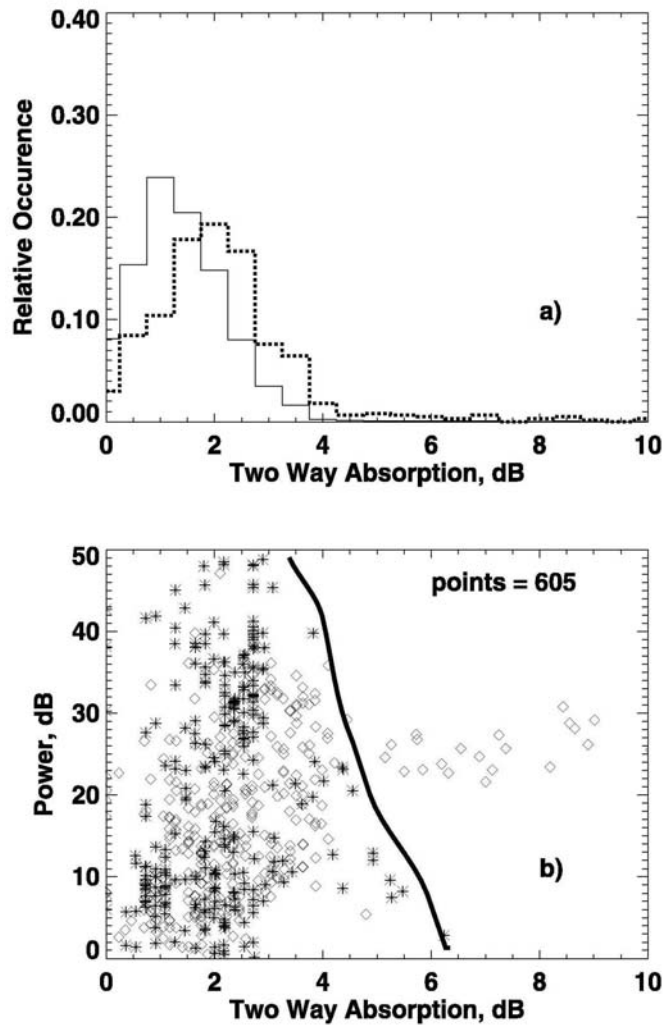 0.40
0.30
0.20
0.10
0.00
Relative Occurence
a)
0 2 4 6 8 10
Two Way Absorption, dB
50
40
30
20
10
0
Power, dB
points = 605
b)
0 2 4 6 8 10
Two Way Absorption, dB